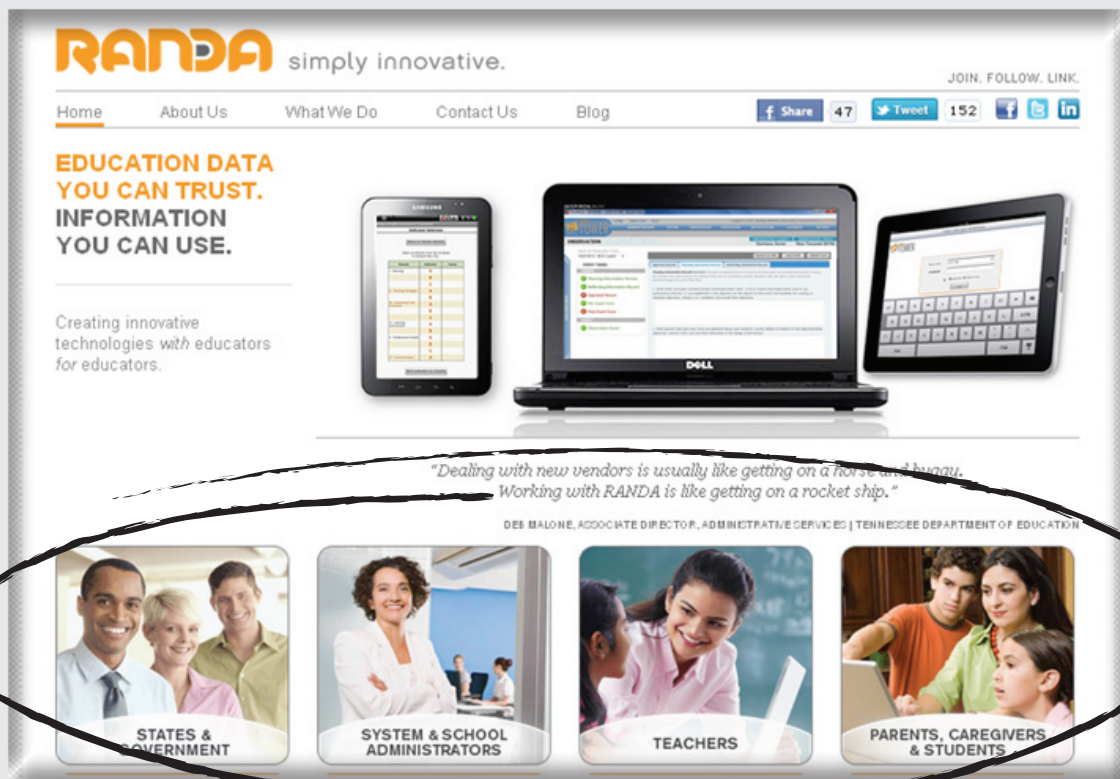 RANDA simply innovative.
JOIN. FOLLOW. LINK.
Home About Us What We Do Contact Us Blog f Share 47 Tweet 152 f t in
EDUCATION DATA
YOU CAN TRUST.
INFORMATION
YOU CAN USE.
Creating innovative
technologies with educators
for educators.
SAMSUNG
TOWER
OBSERVATION
DELL
"Dealing with new vendors is usually like getting on a horse and buggy.
Working with RANDA is like getting on a rocket ship."
DEB MALONE, ASSOCIATE DIRECTOR, ADMINISTRATIVE SERVICES | TENNESSEE DEPARTMENT OF EDUCATION
STATES &
GOVERNMENT
SYSTEM & SCHOOL
ADMINISTRATORS
TEACHERS
PARENTS, CAREGIVERS
& STUDENTS